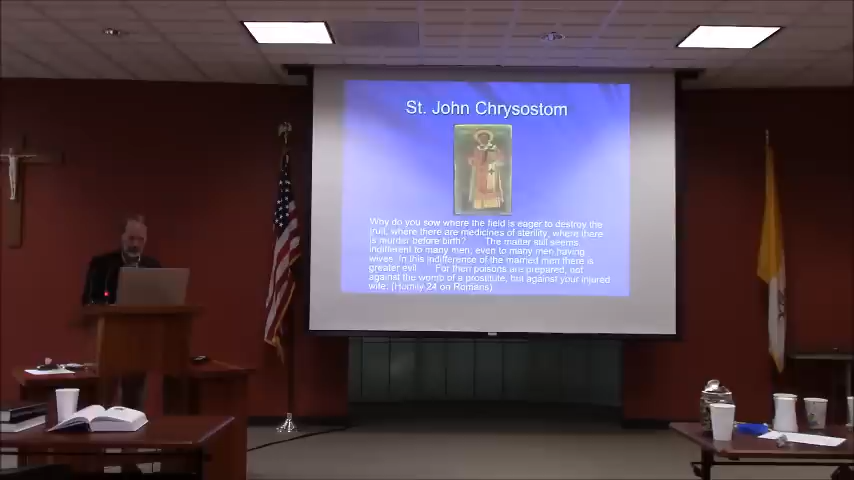 St. John Chrysostom
Why do you sow where the field is eager to destroy the
fruit, where there are medicines of sterility, where there
is murder before birth? The matter still seems
indifferent to many men, even to many men having
wives. In this indifference of the married men there is
greater evil For then poisons are prepared, not
against the womb of a prostitute, but against your injured
wife. (Homily 24 on Romans)